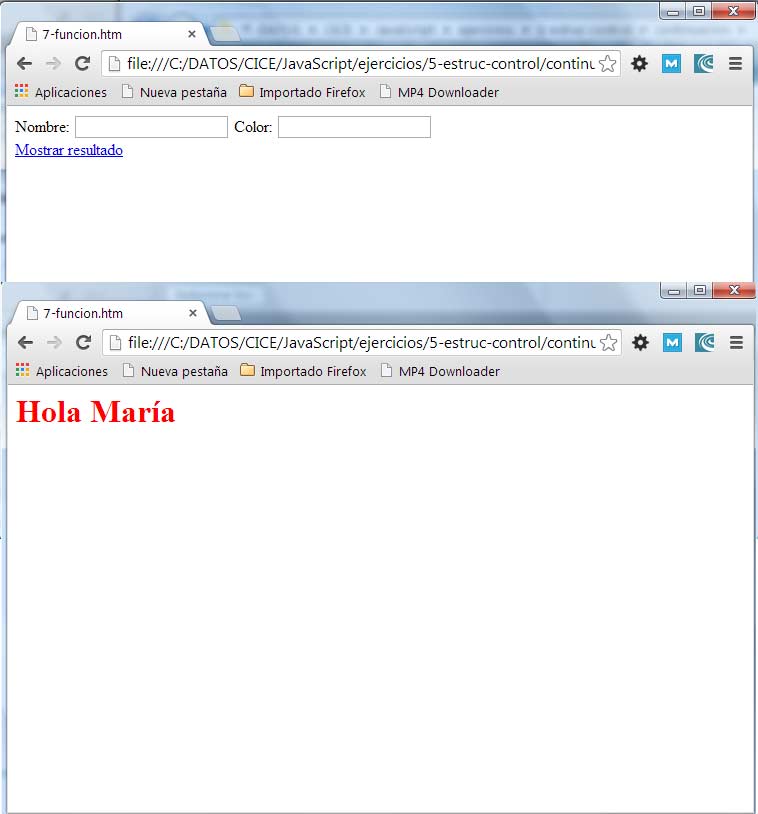 7-funcion.htm
file:///C:/DATOS/CICE/JavaScript/ejercicios/5-estruc-control/continu
M
Aplicaciones Nueva pestaña Importado Firefox MP4 Downloader
Nombre: Color:
Mostrar resultado
7-funcion.htm
file:///C:/DATOS/CICE/JavaScript/ejercicios/5-estruc-control/continu
M
Aplicaciones Nueva pestaña Importado Firefox MP4 Downloader
Hola María